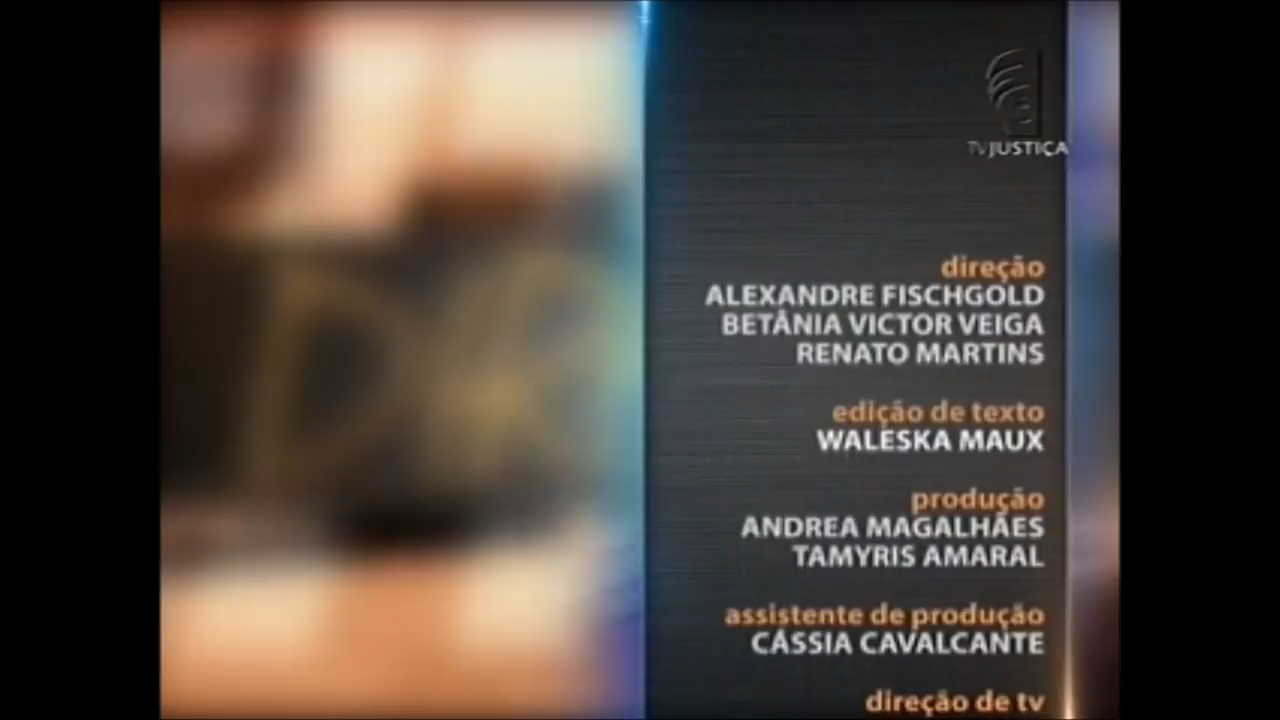 TV JUSTIÇA
direção
ALEXANDRE FISCHGOLD
BETÂNIA VICTOR VEIGA
RENATO MARTINS
edição de texto
WALESKA MAUX
produção
ANDREA MAGALHÃES
TAMYRIS AMARAL
assistente de produção
CÁSSIA CAVALCANTE
direção de tv